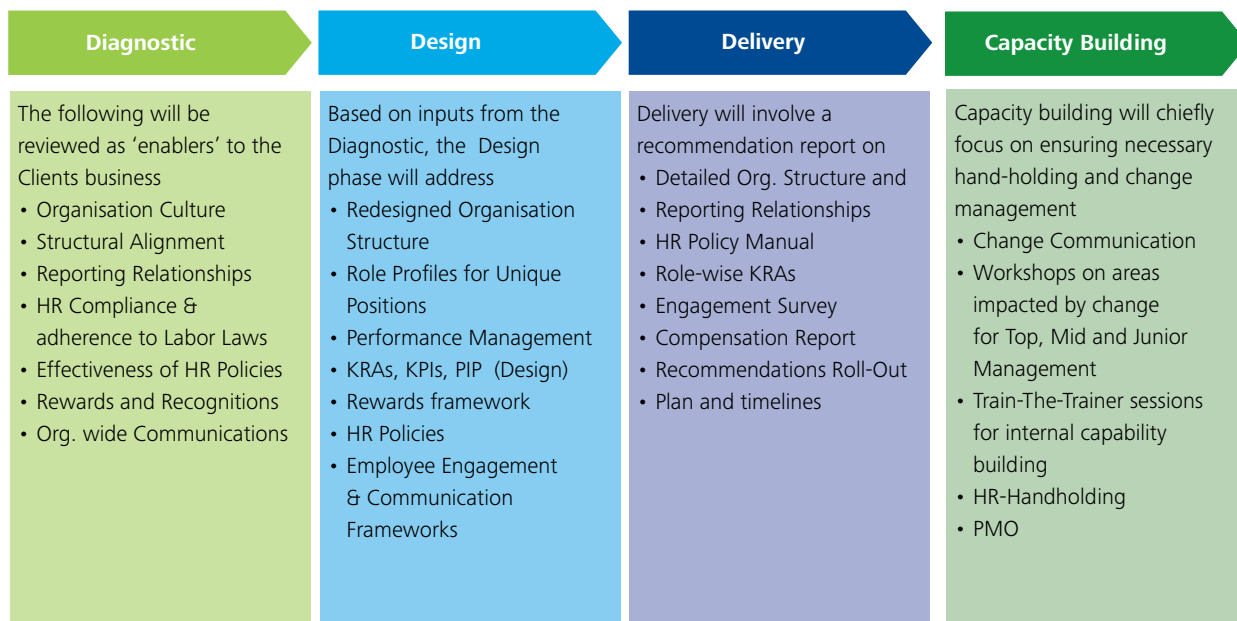 Diagnostic
The following will be
reviewed as ‘enablers’ to the
Clients business
• Organisation Culture
• Structural Alignment
• Reporting Relationships
• HR Compliance &
adherence to Labor Laws
• Effectiveness of HR Policies
• Rewards and Recognitions
• Org. wide Communications
Design
Based on inputs from the
Diagnostic, the Design
phase will address
• Redesigned Organisation
Structure
• Role Profiles for Unique
Positions
• Performance Management
• KRAs, KPIs, PIP (Design)
• Rewards framework
• HR Policies
• Employee Engagement
& Communication
Frameworks
Delivery
Delivery will involve a
recommendation report on
• Detailed Org. Structure and
• Reporting Relationships
• HR Policy Manual
• Role-wise KRAs
• Engagement Survey
• Compensation Report
• Recommendations Roll-Out
• Plan and timelines
Capacity Building
Capacity building will chiefly
focus on ensuring necessary
hand-holding and change
management
• Change Communication
• Workshops on areas
impacted by change
for Top, Mid and Junior
Management
• Train-The-Trainer sessions
for internal capability
building
• HR-Handholding
• PMO